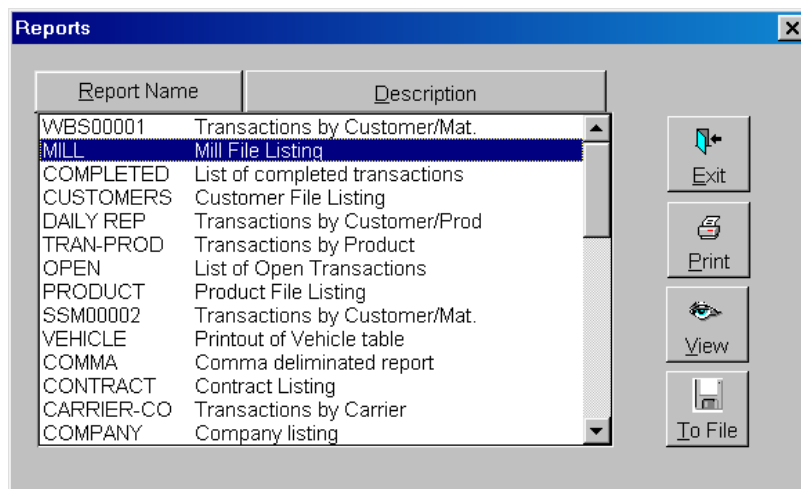 Reports
Report Name Description
WBS00001 Transactions by Customer/Mat.
MILL Mill File Listing
COMPLETED List of completed transactions
CUSTOMERS Customer File Listing
DAILY REP Transactions by Customer/Prod
TRAN-PROD Transactions by Product
OPEN List of Open Transactions
PRODUCT Product File Listing
SSM00002 Transactions by Customer/Mat.
VEHICLE Printout of Vehicle table
COMMA Comma deliminated report
CONTRACT Contract Listing
CARRIER-CO Transactions by Carrier
COMPANY Company listing
Exit
Print
View
To File